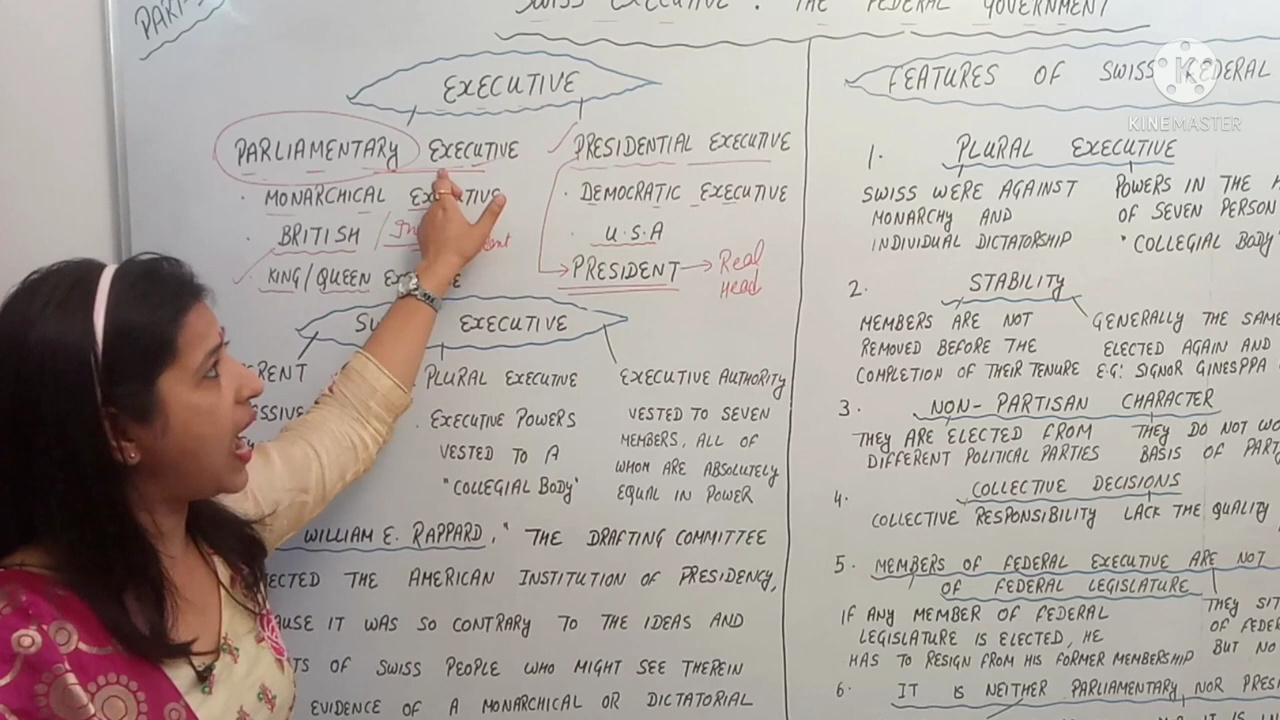 PART-
SWISS EXECUTIVE : THE FEDERAL GOVERNMENT
EXECUTIVE
PARLIAMENTARY EXECUTIVE
· MONARCHICAL EXECUTIVE
· BRITISH /
· KING/QUEEN
PRESIDENTIAL EXECUTIVE
· DEMOCRATIC EXECUTIVE
· U.S.A
PRESIDENT → Real Head
EXECUTIVE
PLURAL EXECUTIVE
· EXECUTIVE POWERS
VESTED TO A
"COLLEGIAL BODY"
EXECUTIVE AUTHORITY
VESTED TO SEVEN
MEMBERS, ALL OF
WHOM ARE ABSOLUTELY
EQUAL IN POWER
WILLIAM E. RAPPARD, " THE DRAFTING COMMITTEE
THE AMERICAN INSTITUTION OF PRESIDENCY,
IT WAS SO CONTRARY TO THE IDEAS AND
OF SWISS PEOPLE WHO MIGHT SEE THEREIN
EVIDENCE OF A MONARCHICAL OR DICTATORIAL
FEATURES OF SWISS FEDERAL
KINEMASTER
1. PLURAL EXECUTIVE
SWISS WERE AGAINST
MONARCHY AND
INDIVIDUAL DICTATORSHIP
POWERS IN THE
OF SEVEN PERSON
"COLLEGIAL BODY
2. STABILITY
MEMBERS ARE NOT
REMOVED BEFORE THE
COMPLETION OF THEIR TENURE
GENERALLY THE SAME
ELECTED AGAIN AND
E.G: SIGNOR GINESPPA
3. NON-PARTISAN CHARACTER
THEY ARE ELECTED FROM
DIFFERENT POLITICAL PARTIES
THEY DO NOT
BASIS OF
4. COLLECTIVE DECISIONS
COLLECTIVE RESPONSIBILITY
LACK THE QUALITY
5. MEMBERS OF FEDERAL EXECUTIVE ARE NOT
OF FEDERAL LEGISLATURE
IF ANY MEMBER OF FEDERAL
LEGISLATURE IS ELECTED, HE
HAS TO RESIGN FROM HIS FORMER MEMBERSHIP
THEY SIT
OF
BUT NO
6. IT IS NEITHER PARLIAMENTARY NOR